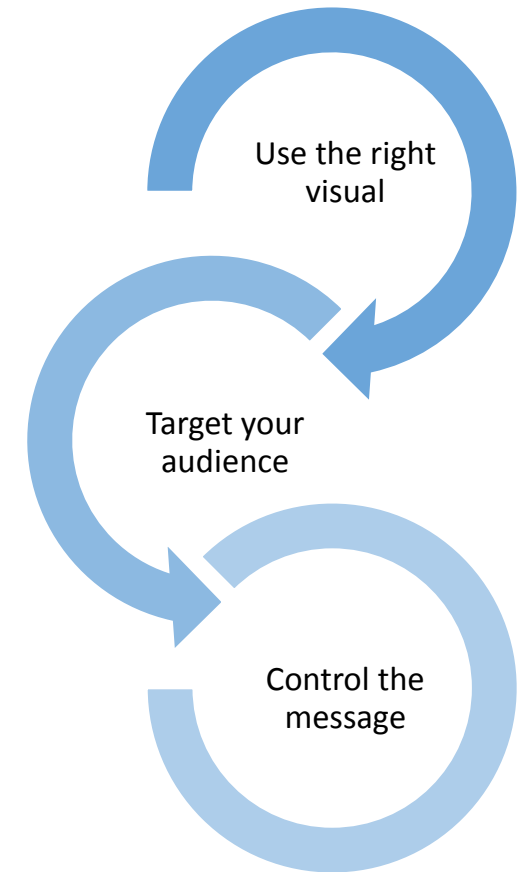 Use the right
visual
Target your
audience
Control the
message